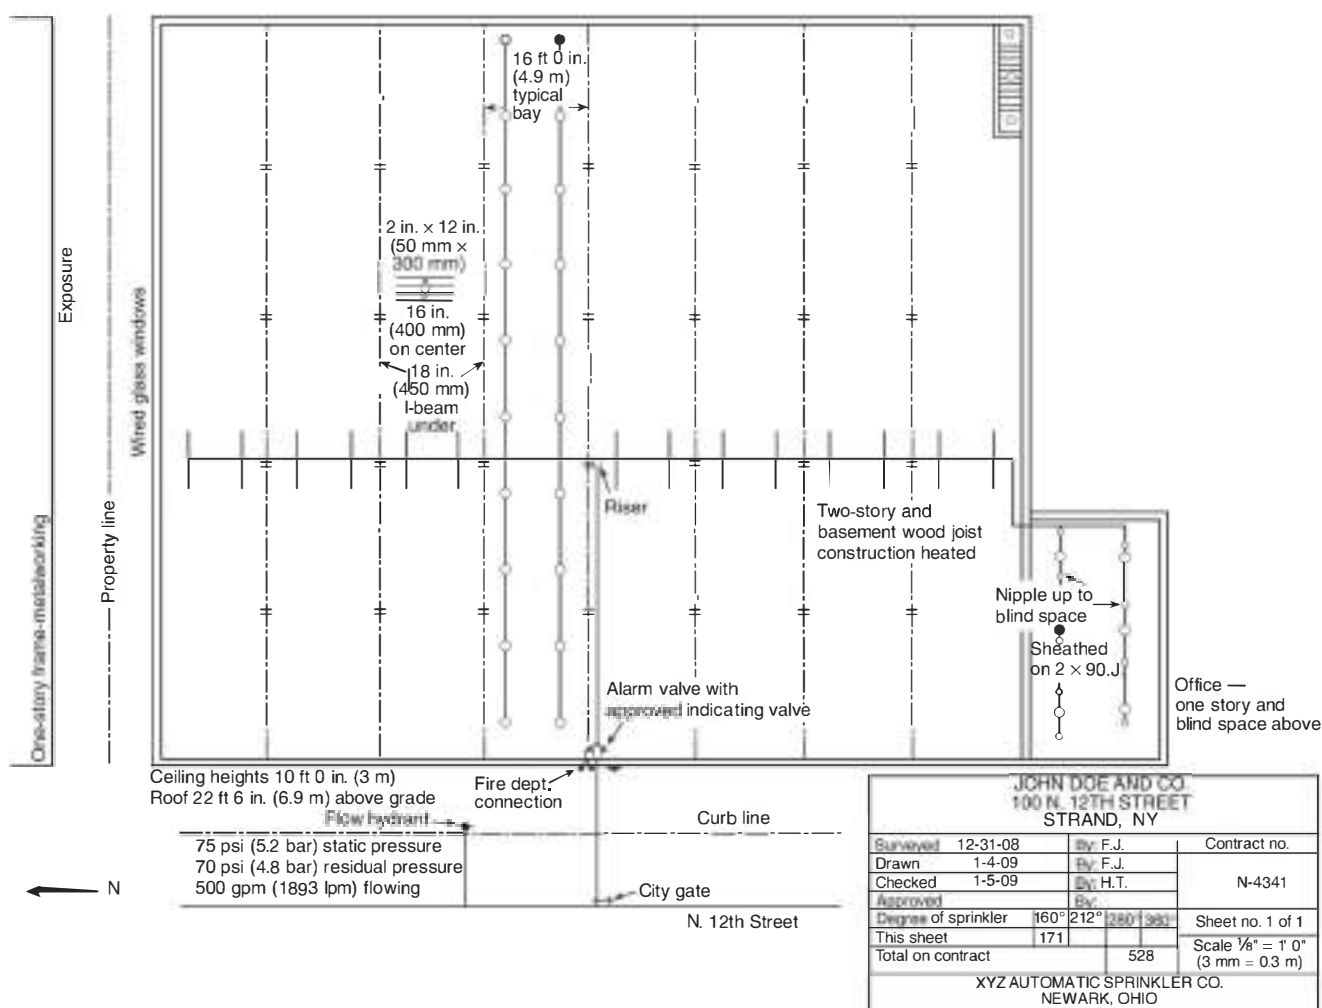 16 ft 0 in.
(4.9 m)
typical
bay
2 in. × 12 in.
(50 mm ×
300 mm)
16 in.
(400 mm)
on center
18 in.
(450 mm)
I-beam
under
Exposure
Wired glass windows
Property line
One-story frame-metalworking
Riser
Two-story and
basement wood joist
construction heated
Nipple up to
blind space
Sheathed
on 2 × 90.J
Office —
one story and
blind space above
Alarm valve with
approved indicating valve
Ceiling heights 10 ft 0 in. (3 m)
Roof 22 ft 6 in. (6.9 m) above grade
Fire dept.
connection
Flow hydrant
Curb line
75 psi (5.2 bar) static pressure
70 psi (4.8 bar) residual pressure
500 gpm (1893 lpm) flowing
N
City gate
N. 12th Street
JOHN DOE AND CO
100 N. 12TH STREET
STRAND, NY
Surveyed 12-31-08 By: F.J. Contract no.
Drawn 1-4-09 By: F.J.
Checked 1-5-09 By: H.T. N-4341
Approved By:
Degree of sprinkler 160° 212° 280° 360° Sheet no. 1 of 1
This sheet 171
Total on contract 528
Scale 1/8" = 1' 0"
(3 mm = 0.3 m)
XYZ AUTOMATIC SPRINKLER CO.
NEWARK, OHIO